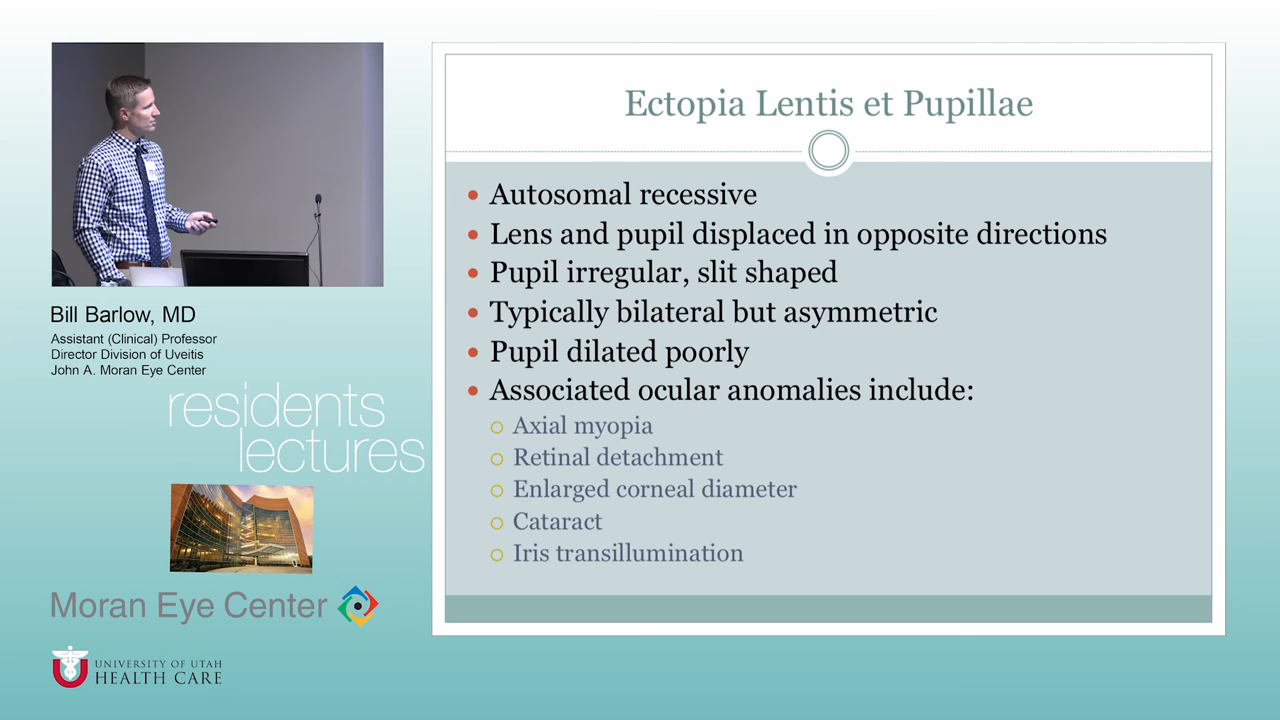 Bill Barlow, MD
Assistant (Clinical) Professor
Director Division of Uveitis
John A. Moran Eye Center
residents
lectures
Moran Eye Center
UNIVERSITY OF UTAH
HEALTH CARE
Ectopia Lentis et Pupillae
Autosomal recessive
Lens and pupil displaced in opposite directions
Pupil irregular, slit shaped
Typically bilateral but asymmetric
Pupil dilated poorly
Associated ocular anomalies include:
Axial myopia
Retinal detachment
Enlarged corneal diameter
Cataract
Iris transillumination